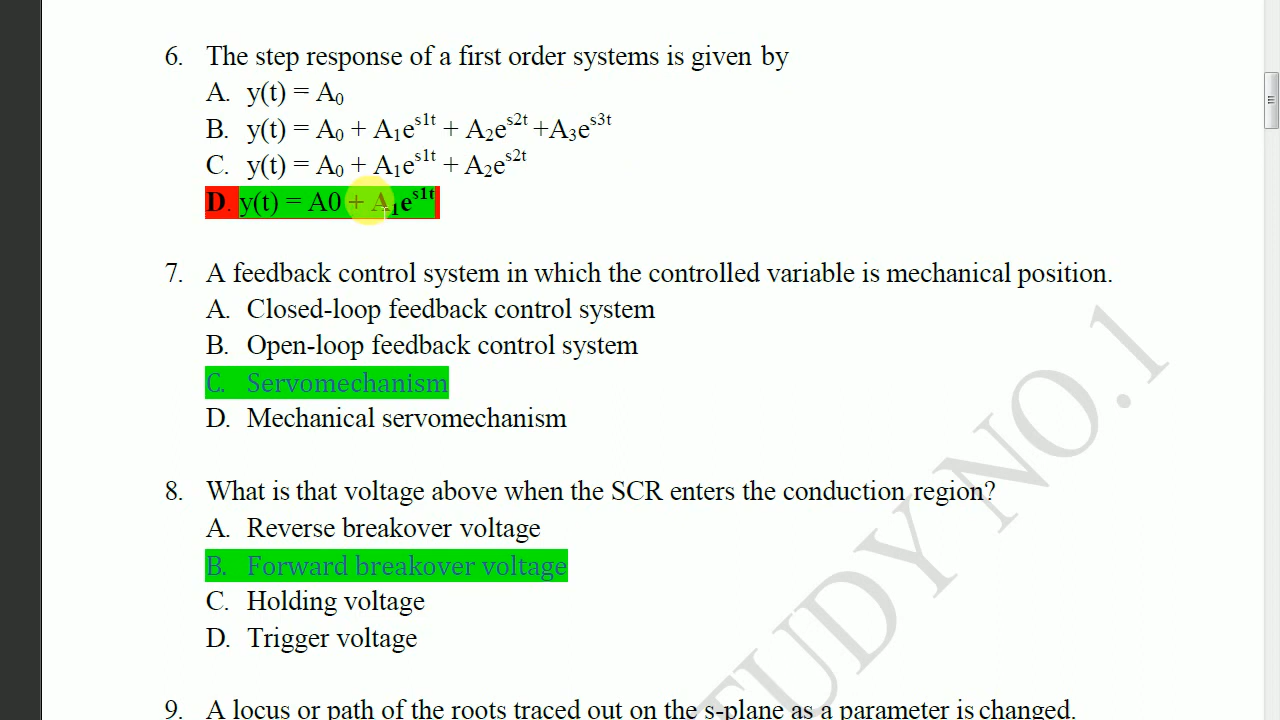 6. The step response of a first order systems is given by
A. y(t) = A₀
B. y(t) = A₀ + A₁eˢ¹ᵗ + A₂eˢ²ᵗ +A₃eˢ³ᵗ
C. y(t) = A₀ + A₁eˢ¹ᵗ + A₂eˢ²ᵗ
D. y(t) = A0 + A₁eˢ¹ᵗ
7. A feedback control system in which the controlled variable is mechanical position.
A. Closed-loop feedback control system
B. Open-loop feedback control system
C. Servomechanism
D. Mechanical servomechanism
8. What is that voltage above when the SCR enters the conduction region?
A. Reverse breakover voltage
B. Forward breakover voltage
C. Holding voltage
D. Trigger voltage
9. A locus or path of the roots traced out on the s-plane as a parameter is changed.
TUDY NO.1